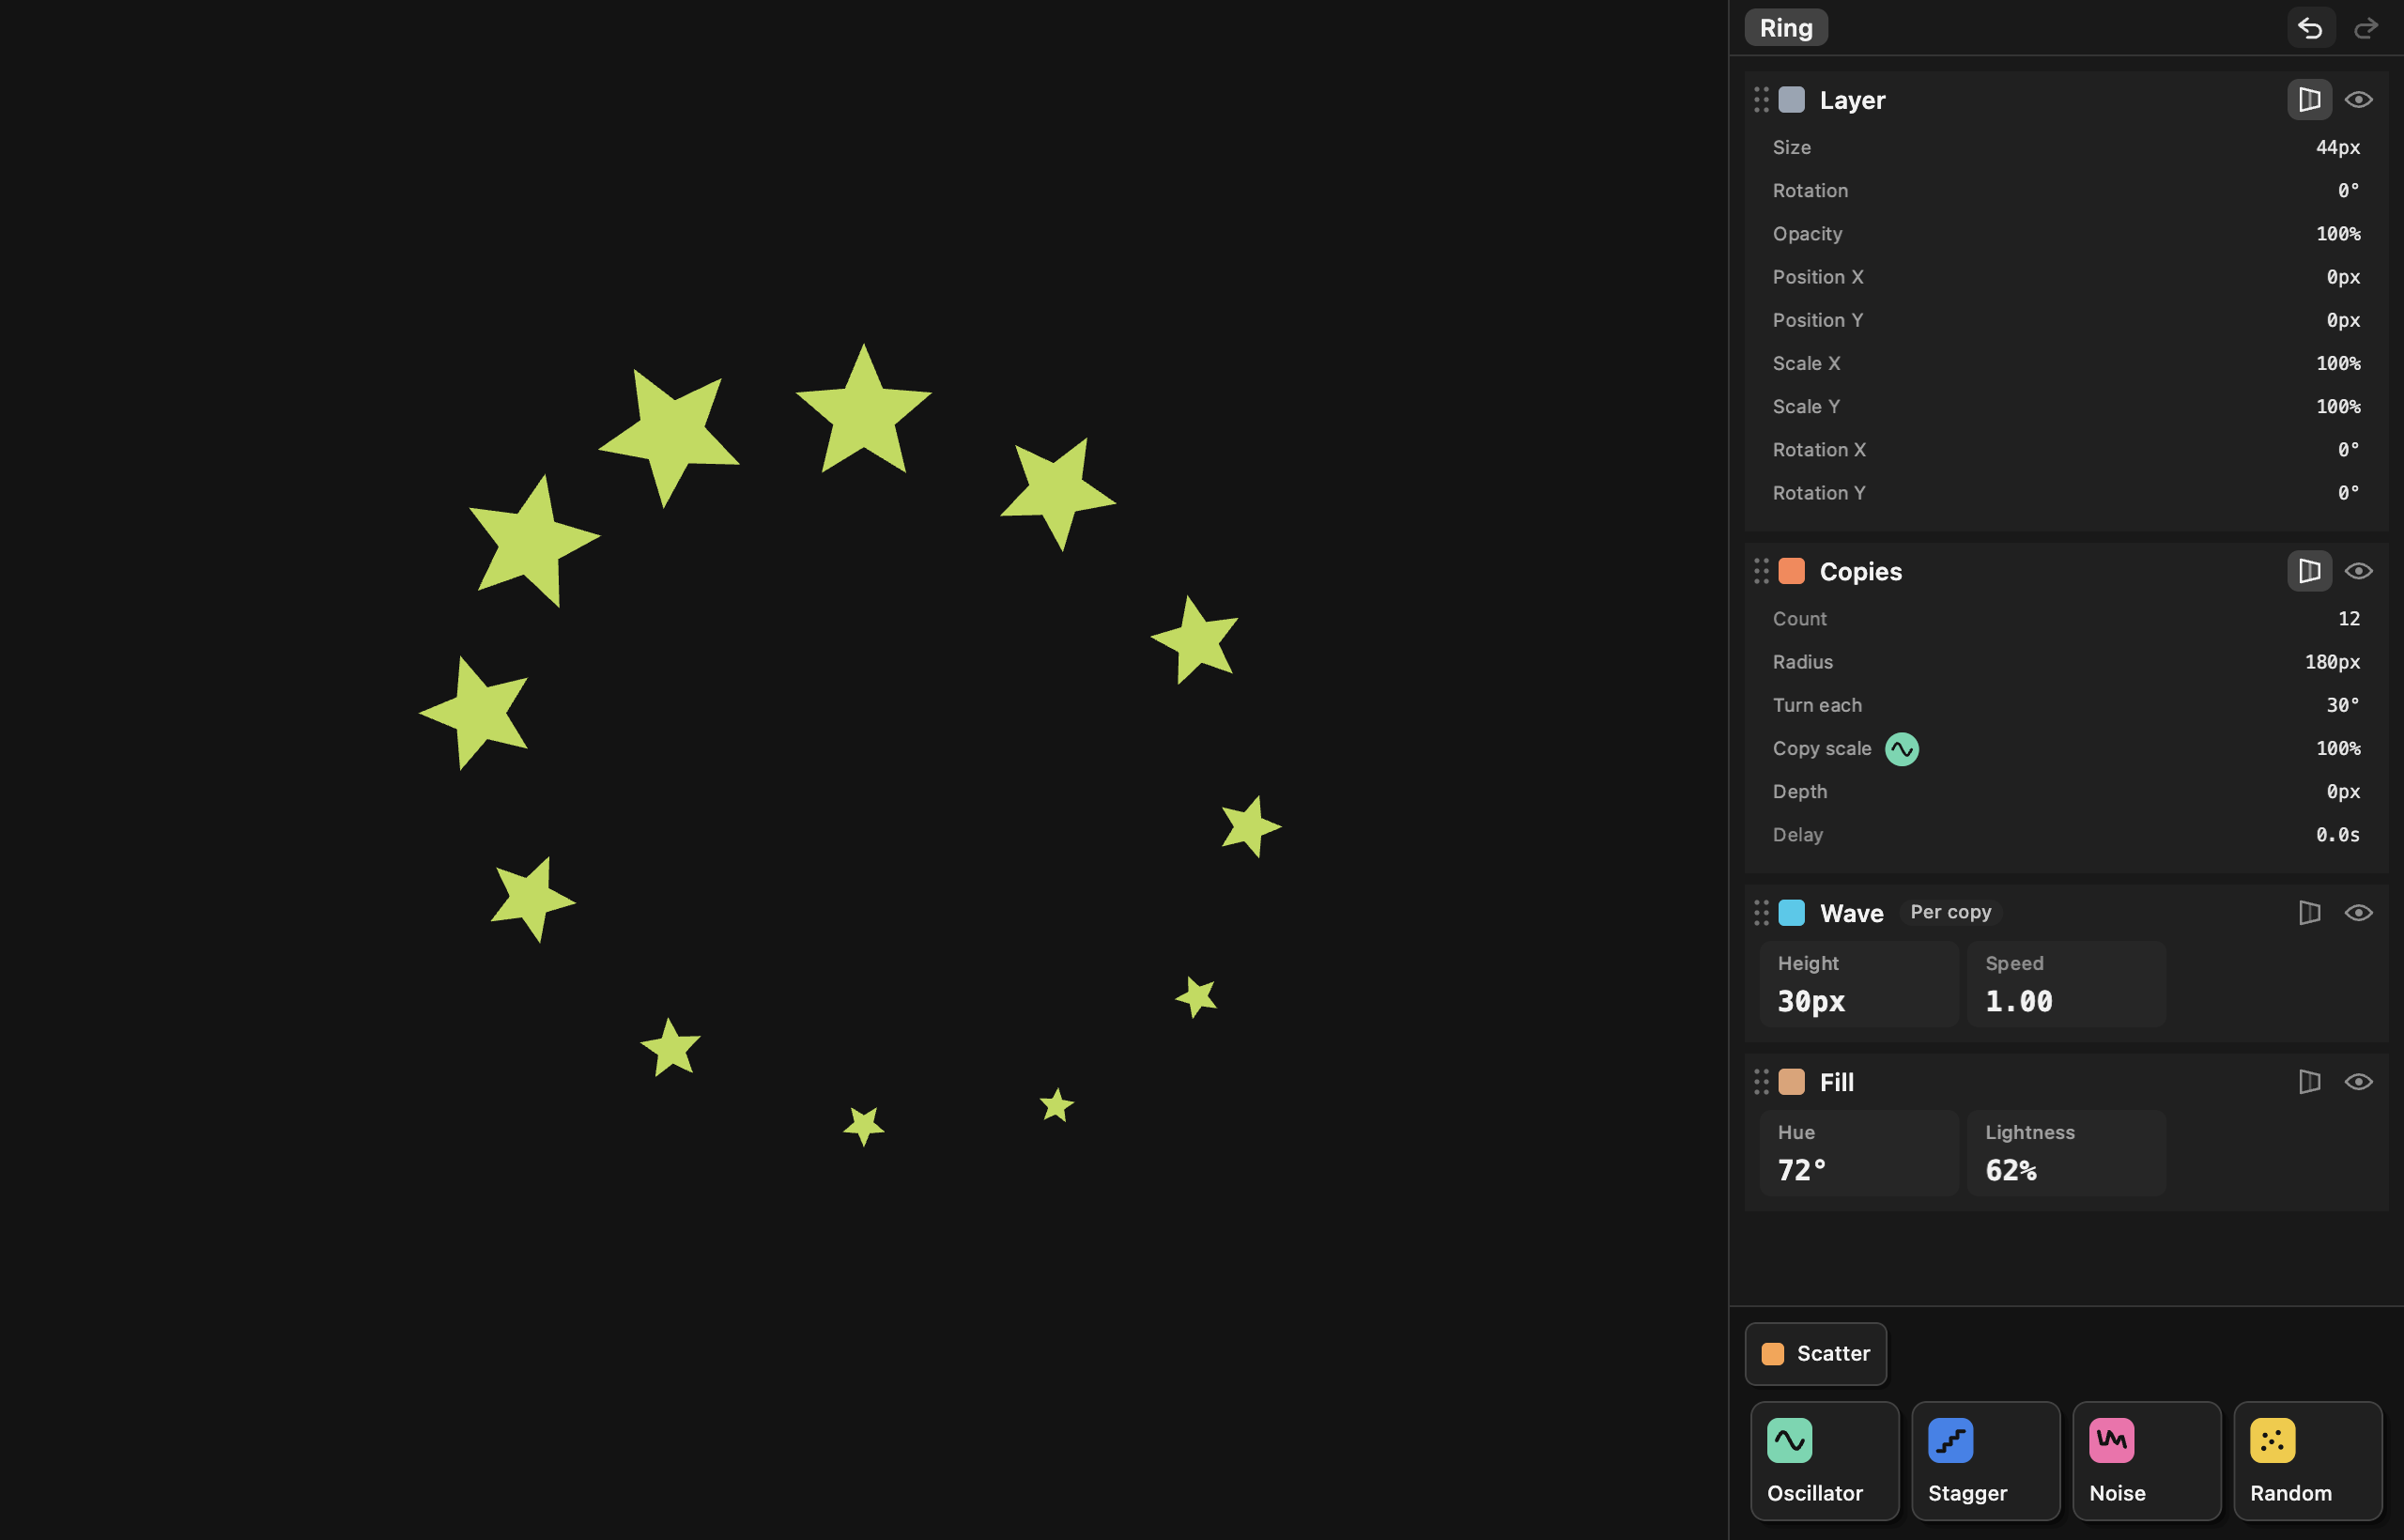 Ring
Layer
Size 44px
Rotation 0°
Opacity 100%
Position X 0px
Position Y 0px
Scale X 100%
Scale Y 100%
Rotation X 0°
Rotation Y 0°
Copies
Count 12
Radius 180px
Turn each 30°
Copy scale 100%
Depth 0px
Delay 0.0s
Wave Per copy
Height Speed
30px 1.00
Fill
Hue Lightness
72° 62%
Scatter
Oscillator Stagger Noise Random